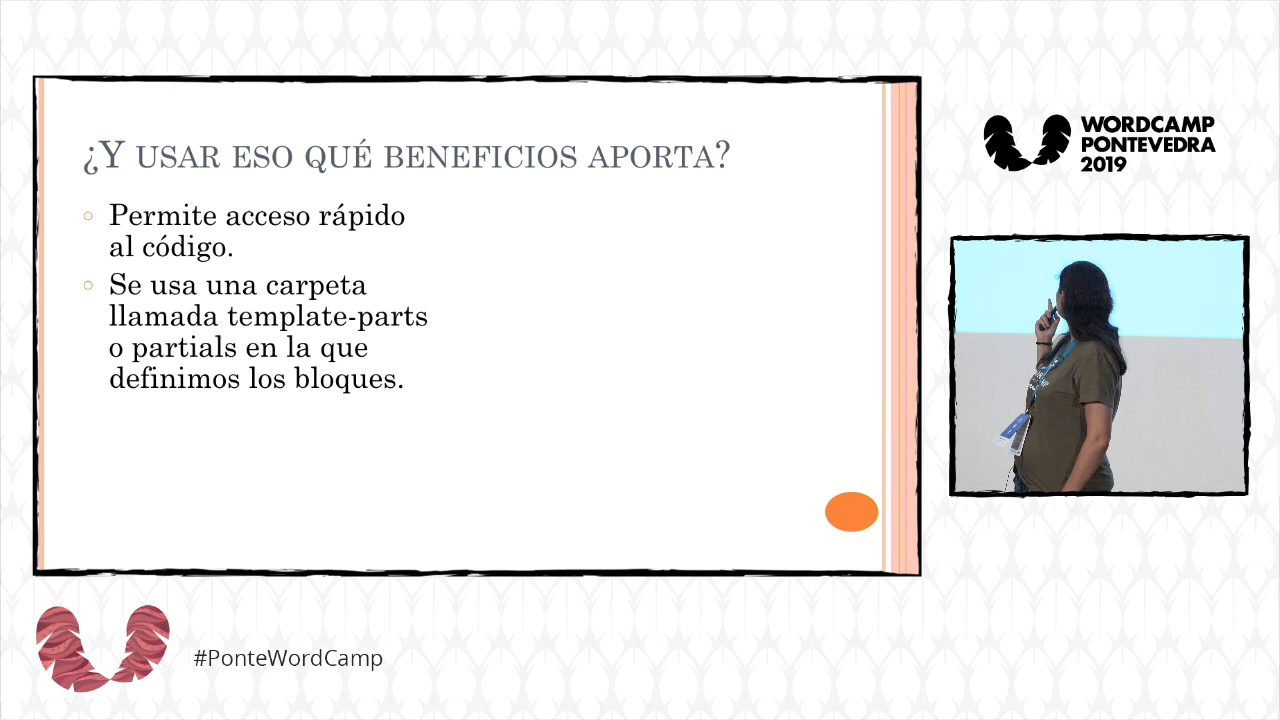 ¿Y USAR ESO QUÉ BENEFICIOS APORTA?
Permite acceso rápido
al código.
Se usa una carpeta
llamada template-parts
o partials en la que
definimos los bloques.
WORDCAMP
PONTEVEDRA
2019
#PonteWordCamp